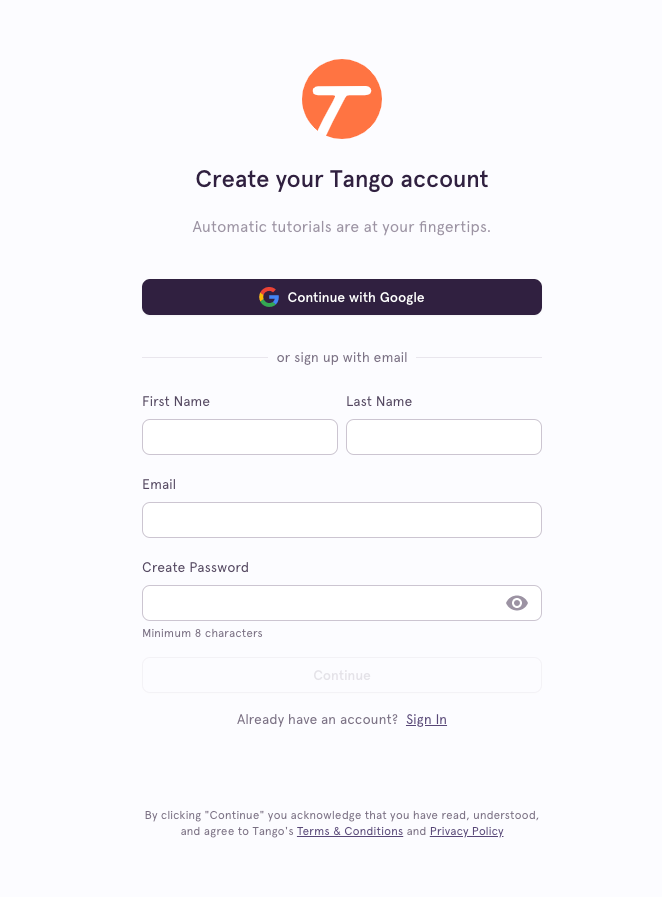 T
Create your Tango account
Automatic tutorials are at your fingertips.
Continue with Google
or sign up with email
First Name Last Name
Email
Create Password
Minimum 8 characters
Continue
Already have an account? Sign In
By clicking "Continue" you acknowledge that you have read, understood,
and agree to Tango's Terms & Conditions and Privacy Policy